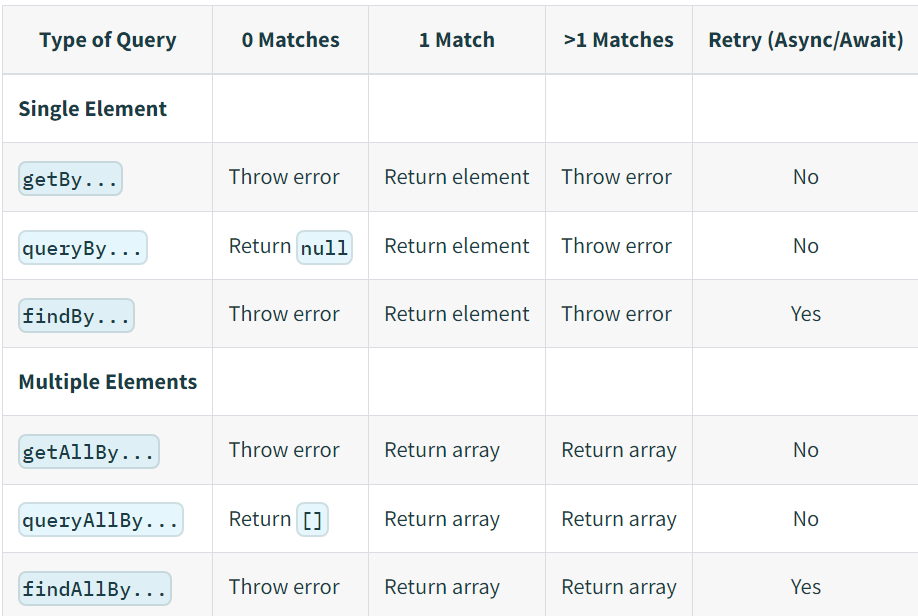 Type of Query 0 Matches 1 Match >1 Matches Retry (Async/Await)
Single Element
getBy... Throw error Return element Throw error No
queryBy... Return null Return element Throw error No
findBy... Throw error Return element Throw error Yes
Multiple Elements
getAllBy... Throw error Return array Return array No
queryAllBy... Return [] Return array Return array No
findAllBy... Throw error Return array Return array Yes